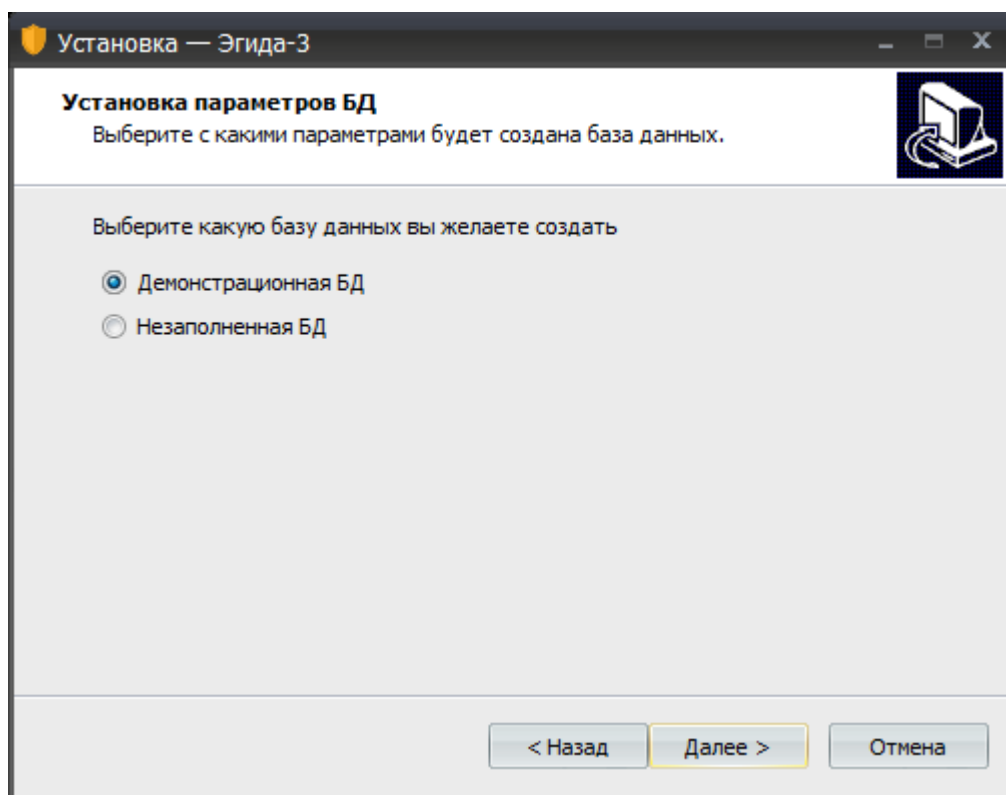 Установка — Эгида-3
Установка параметров БД
Выберите с какими параметрами будет создана база данных.
Выберите какую базу данных вы желаете создать
Демонстрационная БД
Незаполненная БД
< Назад Далее > Отмена